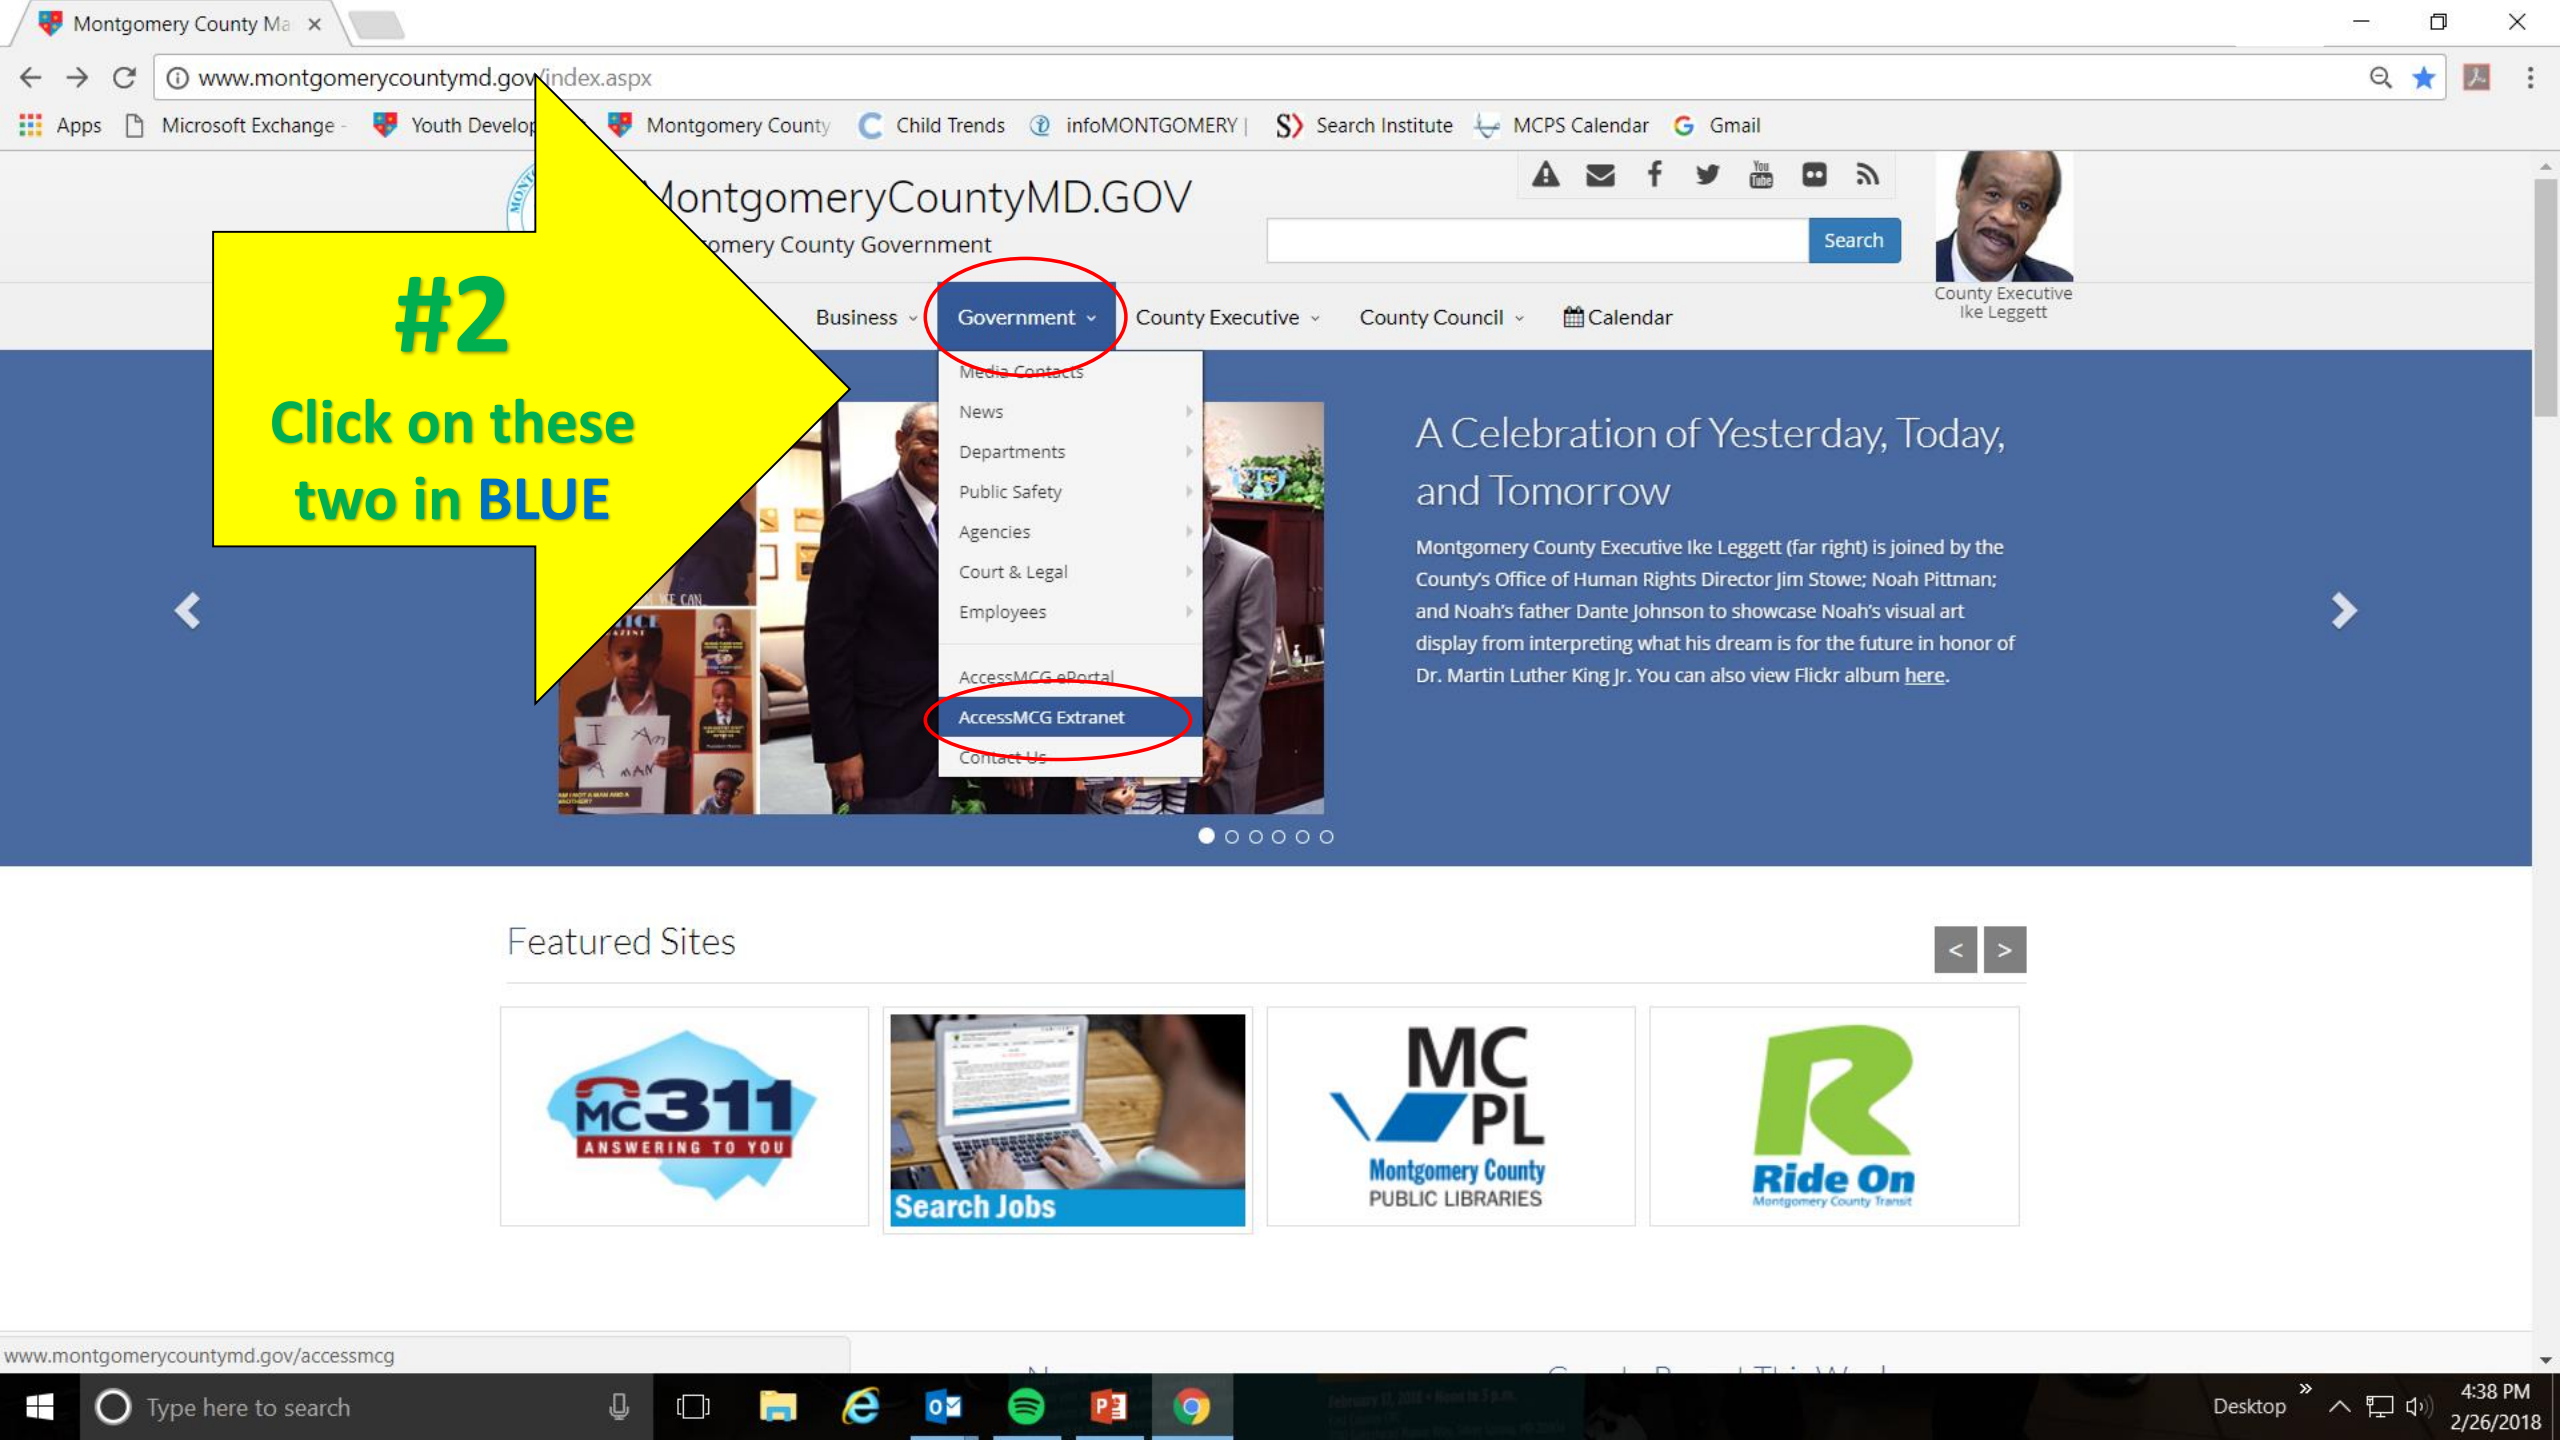 Montgomery County Ma
www.montgomerycountymd.gov/index.aspx
Apps
Microsoft Exchange -
Youth Develop
Montgomery County
Child Trends
infoMONTGOMERY |
Search Institute
MCPS Calendar
Gmail
MontgomeryCountyMD.GOV
omery County Government
You
Tube
Search
County Executive
Ike Leggett
Business
Government
County Executive
County Council
Calendar
#2
Click on these
two in BLUE
Media Contacts
News
Departments
Public Safety
Agencies
Court & Legal
Employees
AccessMCG ePortal
AccessMCG Extranet
Contact Us
WE CAN
I Am
A MAN
A Celebration of Yesterday, Today,
and Tomorrow
Montgomery County Executive Ike Leggett (far right) is joined by the
County's Office of Human Rights Director Jim Stowe; Noah Pittman;
and Noah's father Dante Johnson to showcase Noah's visual art
display from interpreting what his dream is for the future in honor of
Dr. Martin Luther King Jr. You can also view Flickr album here.
Featured Sites
< >
MC311
ANSWERING TO YOU
Search Jobs
MC
PL
Montgomery County
PUBLIC LIBRARIES
R
Ride On
Montgomery County Transit
www.montgomerycountymd.gov/accessmcg
Type here to search
Desktop
4:38 PM
2/26/2018